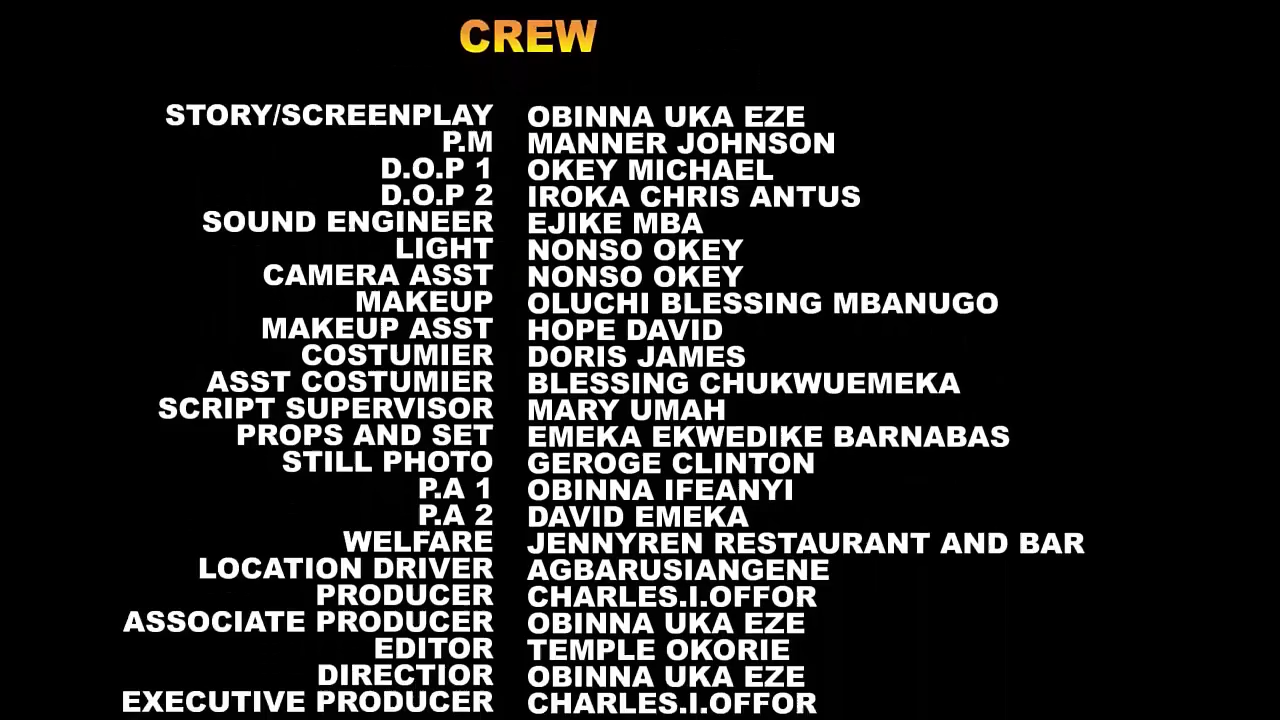 CREW
STORY/SCREENPLAY OBINNA UKA EZE
P.M MANNER JOHNSON
D.O.P 1 OKEY MICHAEL
D.O.P 2 IROKA CHRIS ANTUS
SOUND ENGINEER EJIKE MBA
LIGHT NONSO OKEY
CAMERA ASST NONSO OKEY
MAKEUP OLUCHI BLESSING MBANUGO
MAKEUP ASST HOPE DAVID
COSTUMIER DORIS JAMES
ASST COSTUMIER BLESSING CHUKWUEMEKA
SCRIPT SUPERVISOR MARY UMAH
PROPS AND SET EMEKA EKWEDIKE BARNABAS
STILL PHOTO GEROGE CLINTON
P.A 1 OBINNA IFEANYI
P.A 2 DAVID EMEKA
WELFARE JENNYREN RESTAURANT AND BAR
LOCATION DRIVER AGBARUSIANGENE
PRODUCER CHARLES.I.OFFOR
ASSOCIATE PRODUCER OBINNA UKA EZE
EDITOR TEMPLE OKORIE
DIRECTIOR OBINNA UKA EZE
EXECUTIVE PRODUCER CHARLES.I.OFFOR